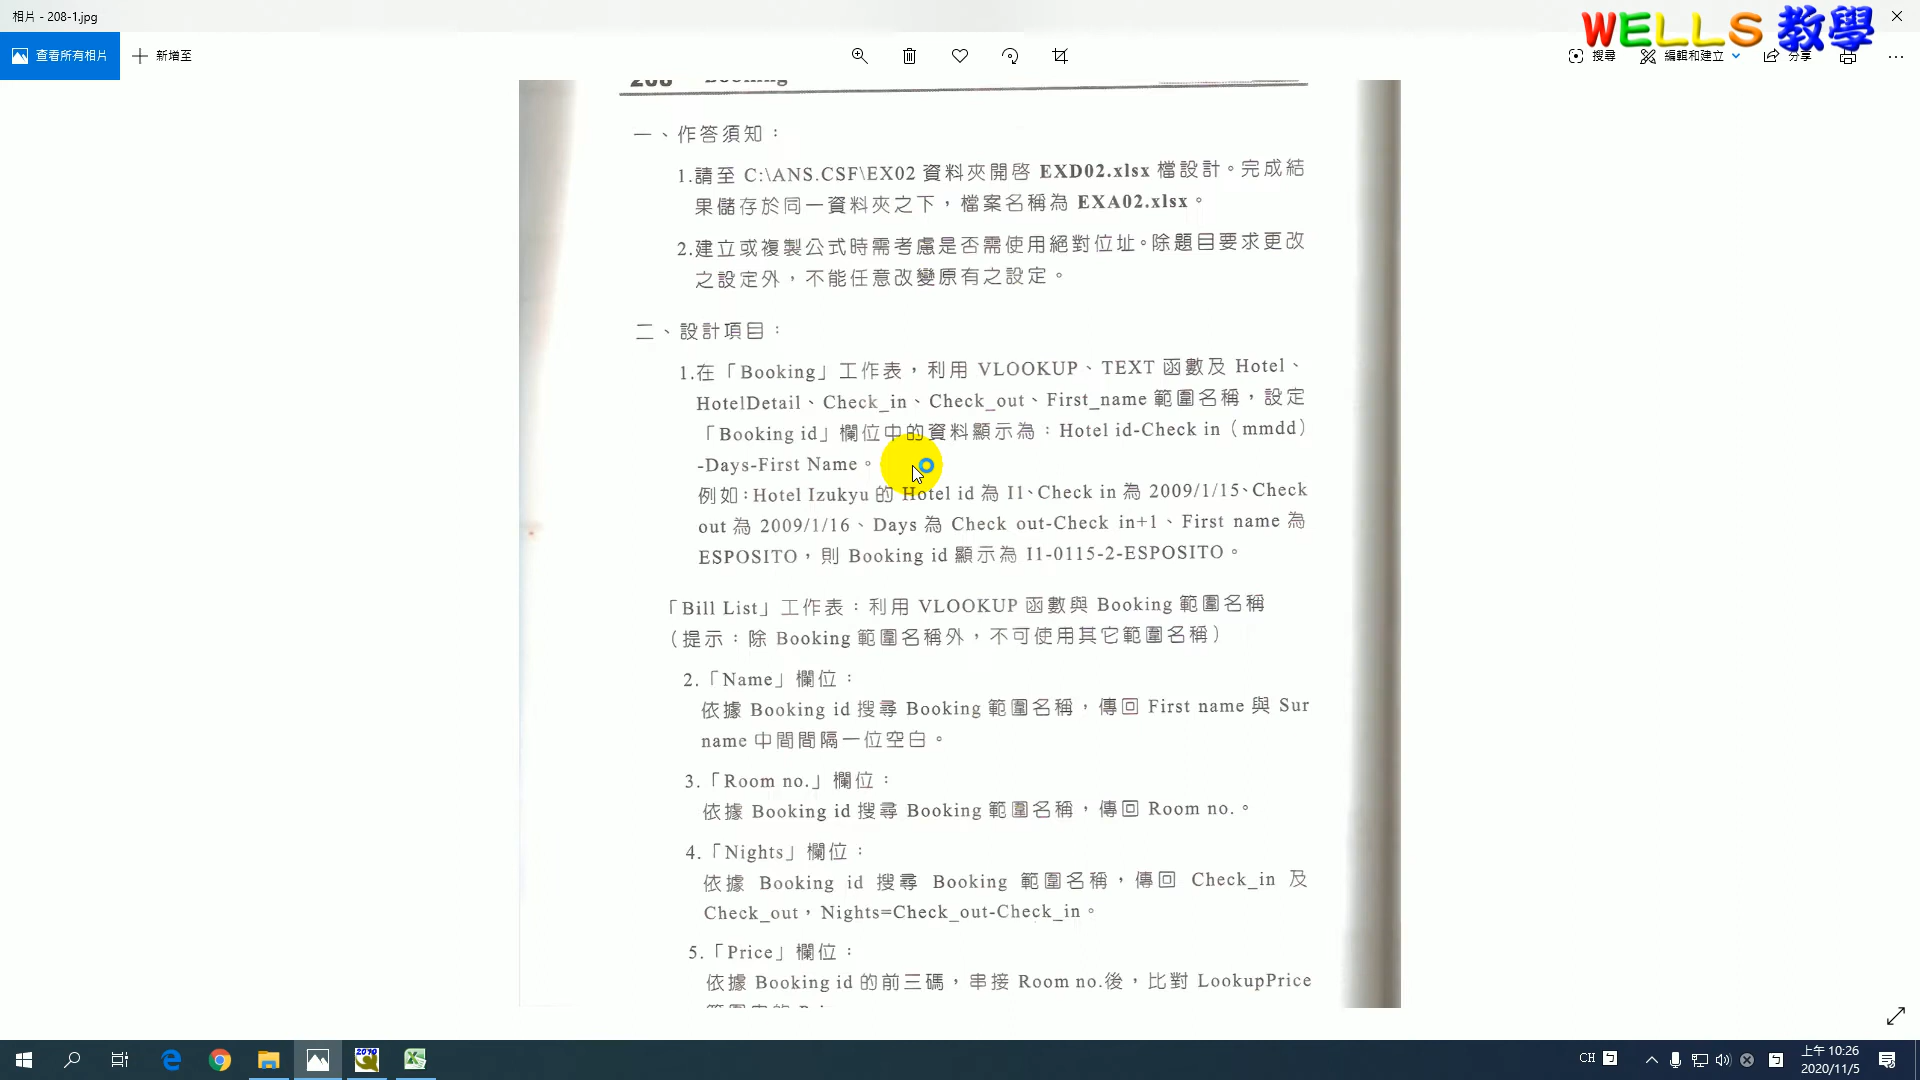 相片 - 208-1.jpg
WELLS 教學
查看所有相片
新增至
搜尋
編輯和建立
分享
208 Booking
一、作答須知：
1.請至 C:\ANS.CSF\EX02 資料夾開啓 EXD02.xlsx 檔設計。完成結
果儲存於同一資料夾之下，檔案名稱為 EXA02.xlsx。
2.建立或複製公式時需考慮是否需使用絕對位址。除題目要求更改
之設定外，不能任意改變原有之設定。
二、設計項目：
1.在「Booking」工作表，利用 VLOOKUP、TEXT 函數及 Hotel、
HotelDetail、Check_in、Check_out、First_name 範圍名稱，設定
「Booking id」欄位中的資料顯示為：Hotel id-Check in（mmdd）
-Days-First Name。
例如：Hotel Izukyu 的 Hotel id 為 I1、Check in 為 2009/1/15、Check
out 為 2009/1/16、Days 為 Check out-Check in+1、First name 為
ESPOSITO，則 Booking id 顯示為 I1-0115-2-ESPOSITO。
「Bill List」工作表：利用 VLOOKUP 函數與 Booking 範圍名稱
（提示：除 Booking 範圍名稱外，不可使用其它範圍名稱）
2.「Name」欄位：
依據 Booking id 搜尋 Booking 範圍名稱，傳回 First name 與 Sur
name 中間間隔一位空白。
3.「Room no.」欄位：
依據 Booking id 搜尋 Booking 範圍名稱，傳回 Room no.。
4.「Nights」欄位：
依據 Booking id 搜尋 Booking 範圍名稱，傳回 Check_in 及
Check_out，Nights=Check_out-Check_in。
5.「Price」欄位：
依據 Booking id 的前三碼，串接 Room no.後，比對 LookupPrice
2010
CH
上午 10:26
2020/11/5